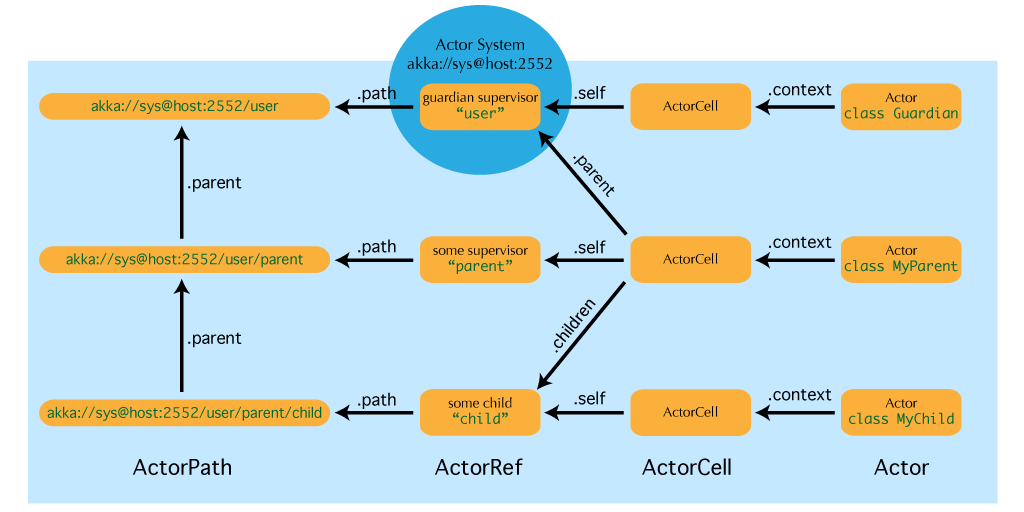 Actor System
akka://sys@host:2552
akka://sys@host:2552/user
.path
guardian supervisor
“user”
.self
ActorCell
.context
Actor
class Guardian
.parent
.parent
akka://sys@host:2552/user/parent
.path
some supervisor
“parent”
.self
ActorCell
.context
Actor
class MyParent
.parent
.children
akka://sys@host:2552/user/parent/child
.path
some child
“child”
.self
ActorCell
.context
Actor
class MyChild
ActorPath
ActorRef
ActorCell
Actor